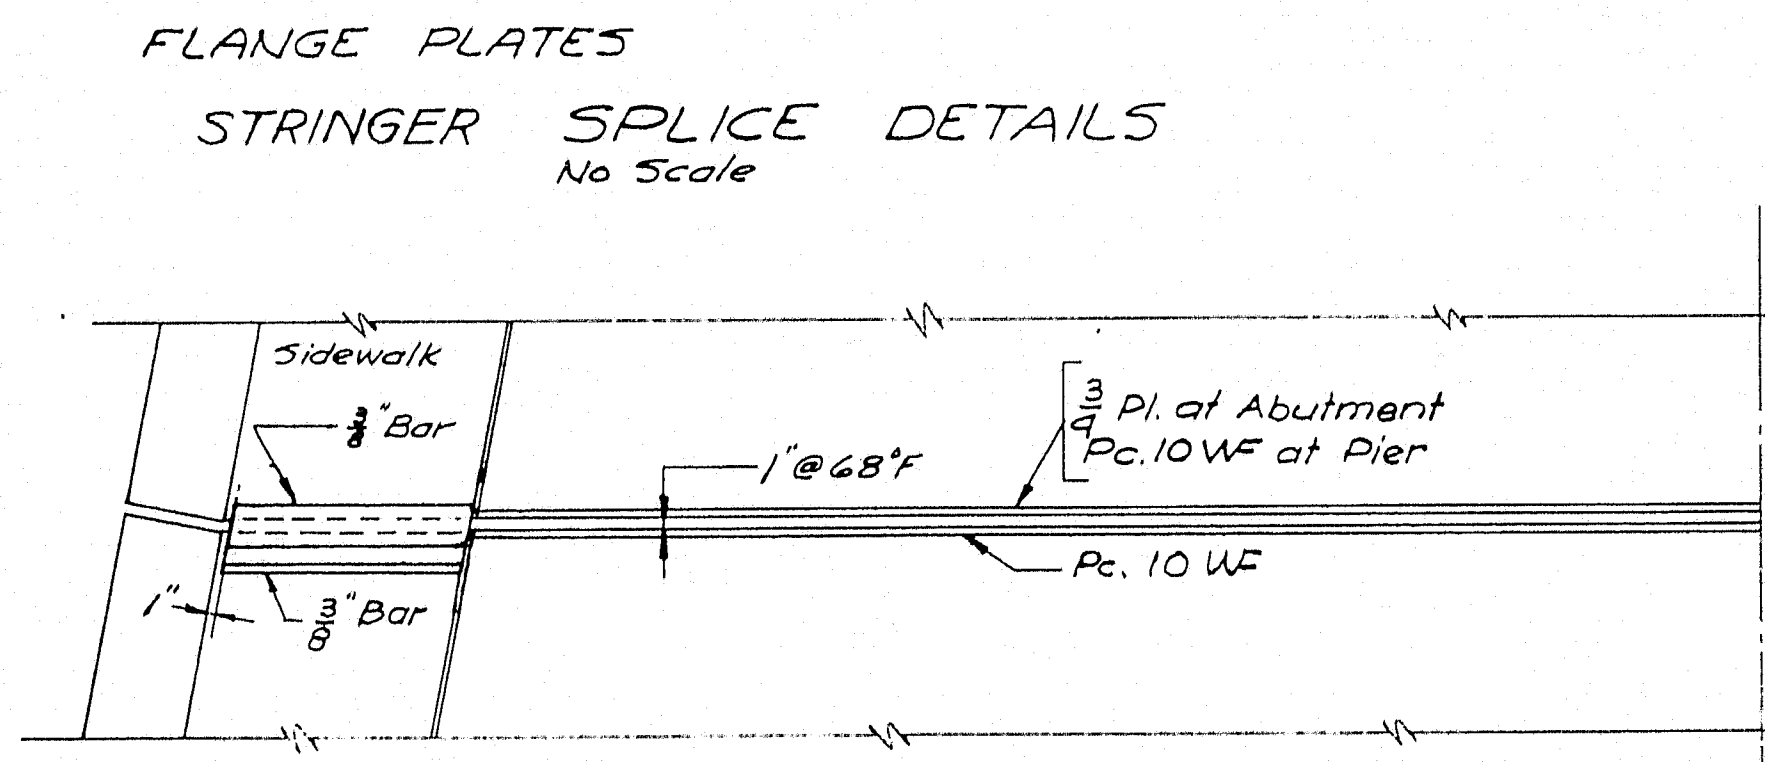 FLANGE PLATES
STRINGER SPLICE DETAILS
No Scale
Sidewalk
3/8" Bar
3/4 Pl. at Abutment
Pc. 10 WF at Pier
1" @ 68°F
Pc. 10 WF
1"
3/8" Bar